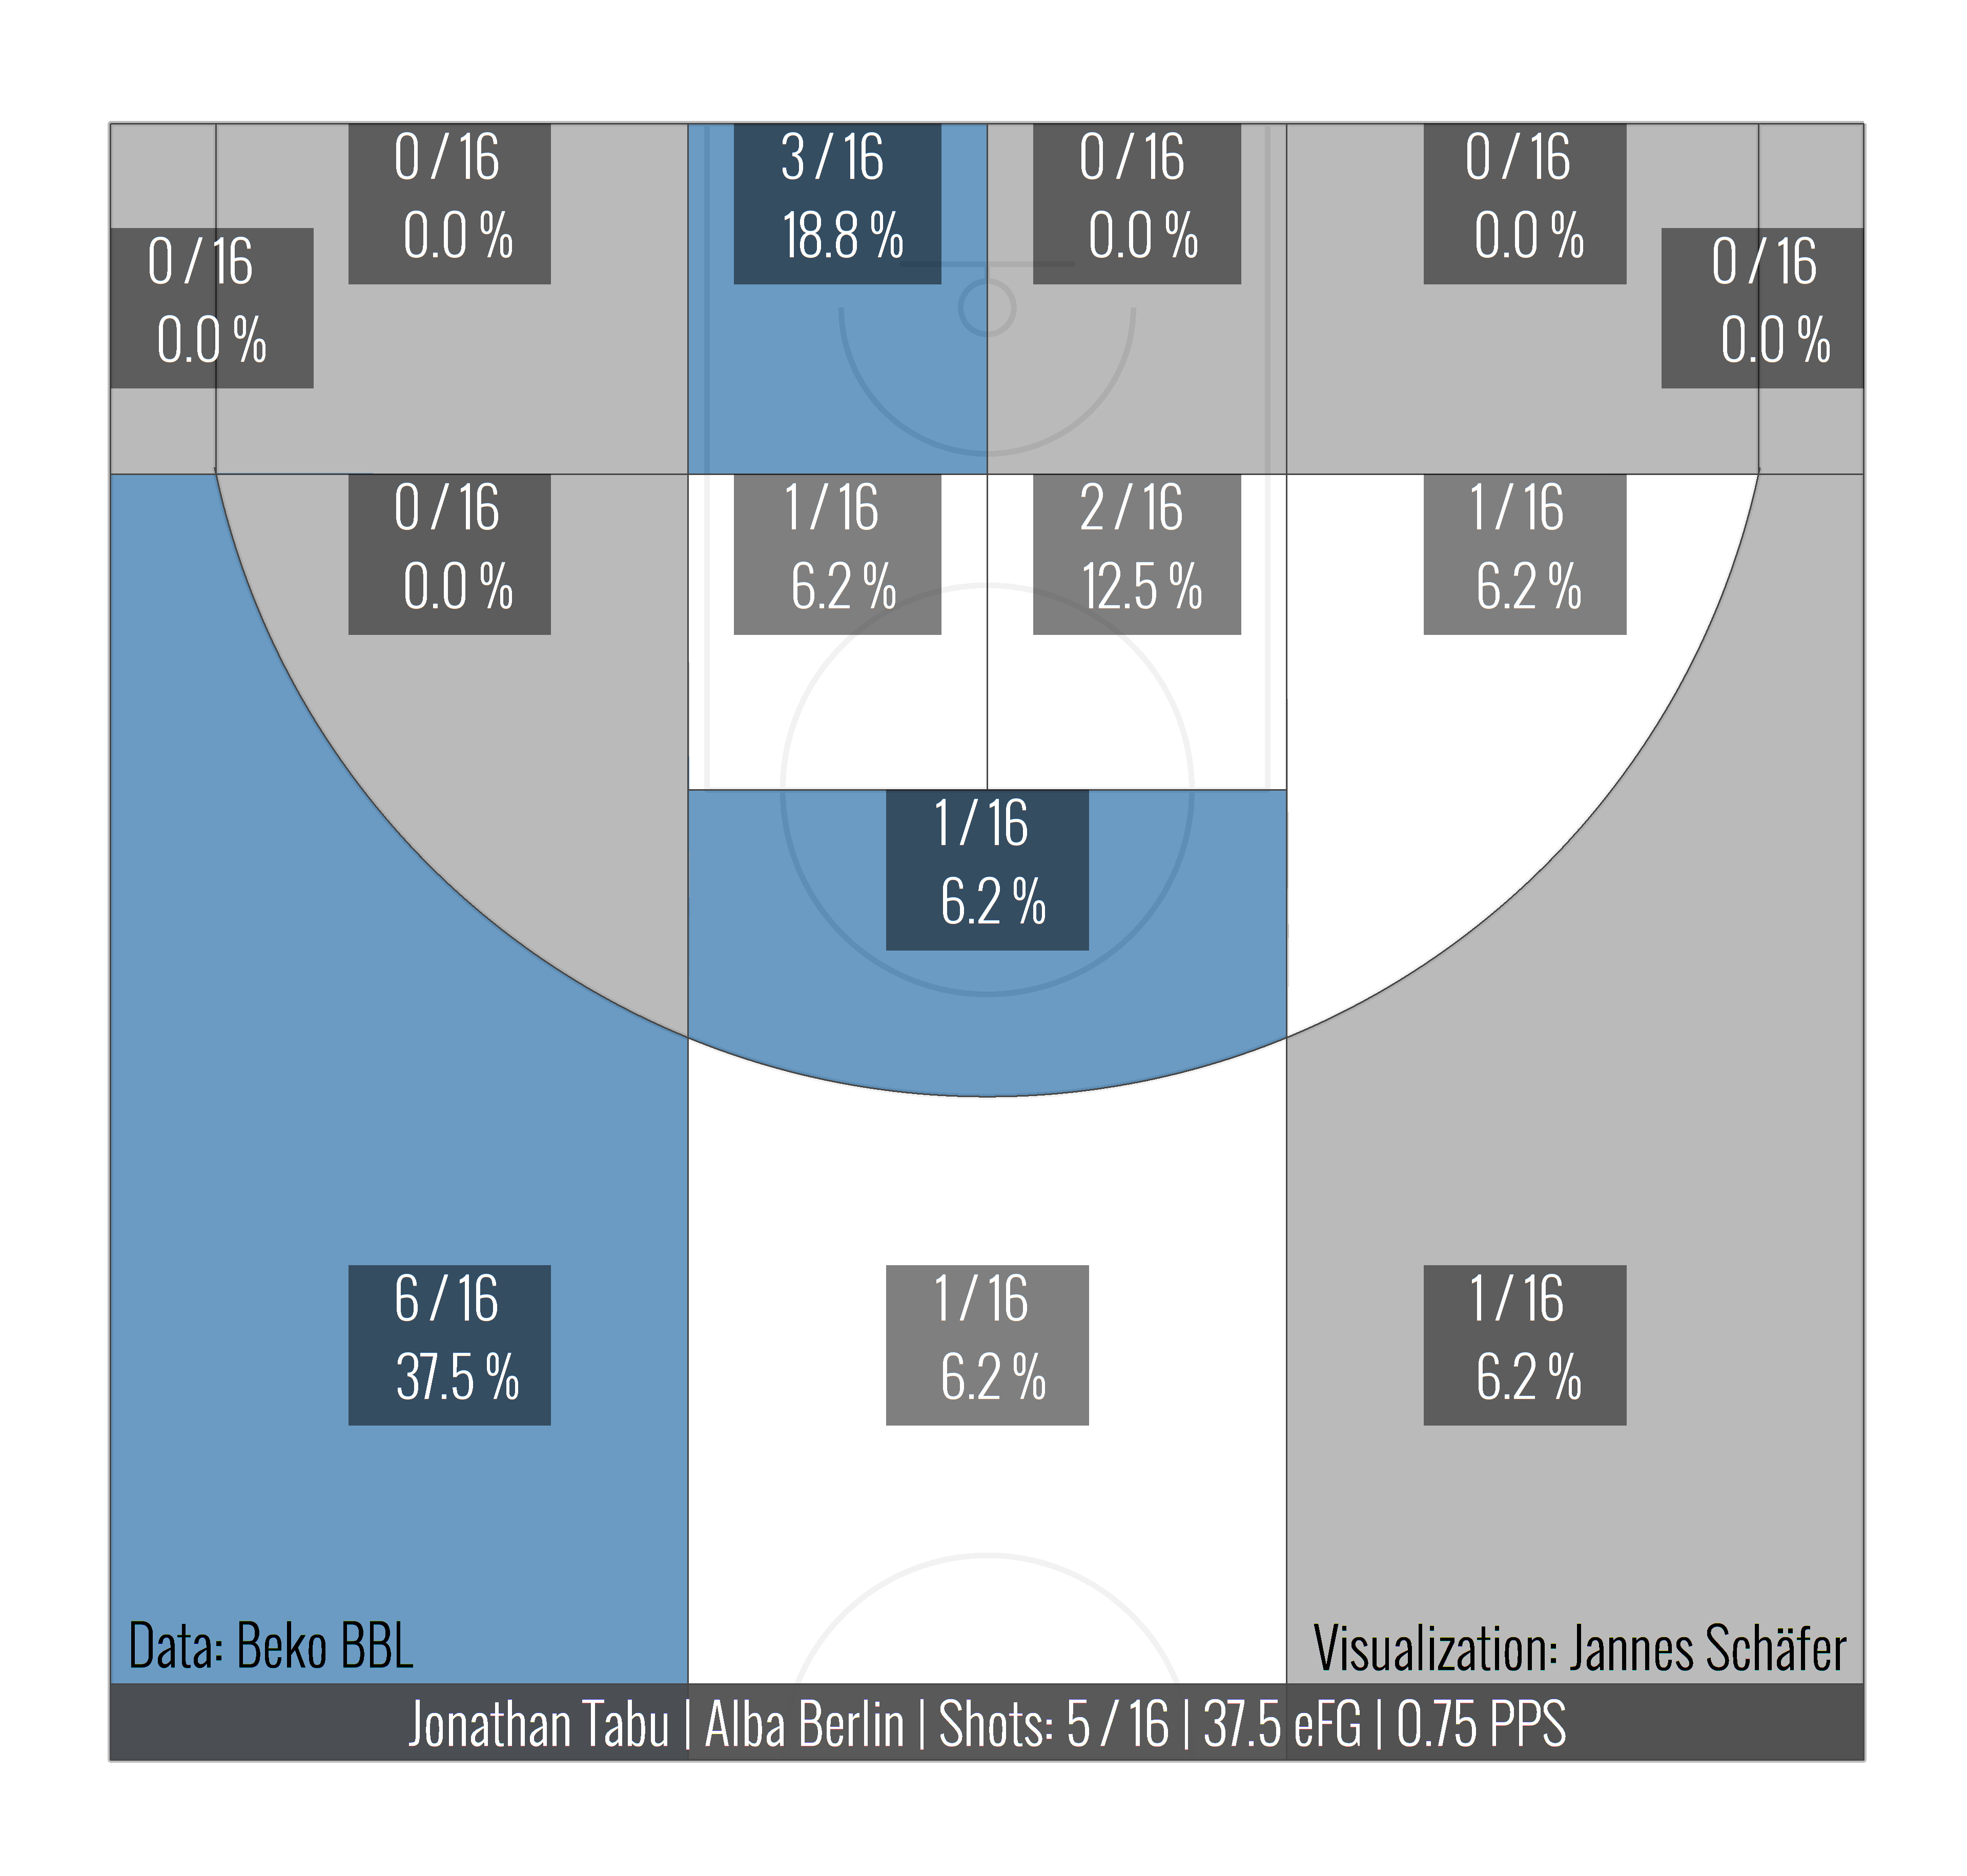 0 / 16
0.0 %
3 / 16
18.8 %
0 / 16
0.0 %
0 / 16
0.0 %
0 / 16
0.0 %
0 / 16
0.0 %
0 / 16
0.0 %
1 / 16
6.2 %
2 / 16
12.5 %
1 / 16
6.2 %
1 / 16
6.2 %
6 / 16
37.5 %
1 / 16
6.2 %
1 / 16
6.2 %
Data: Beko BBL
Visualization: Jannes Schäfer
Jonathan Tabu | Alba Berlin | Shots: 5 / 16 | 37.5 eFG | 0.75 PPS